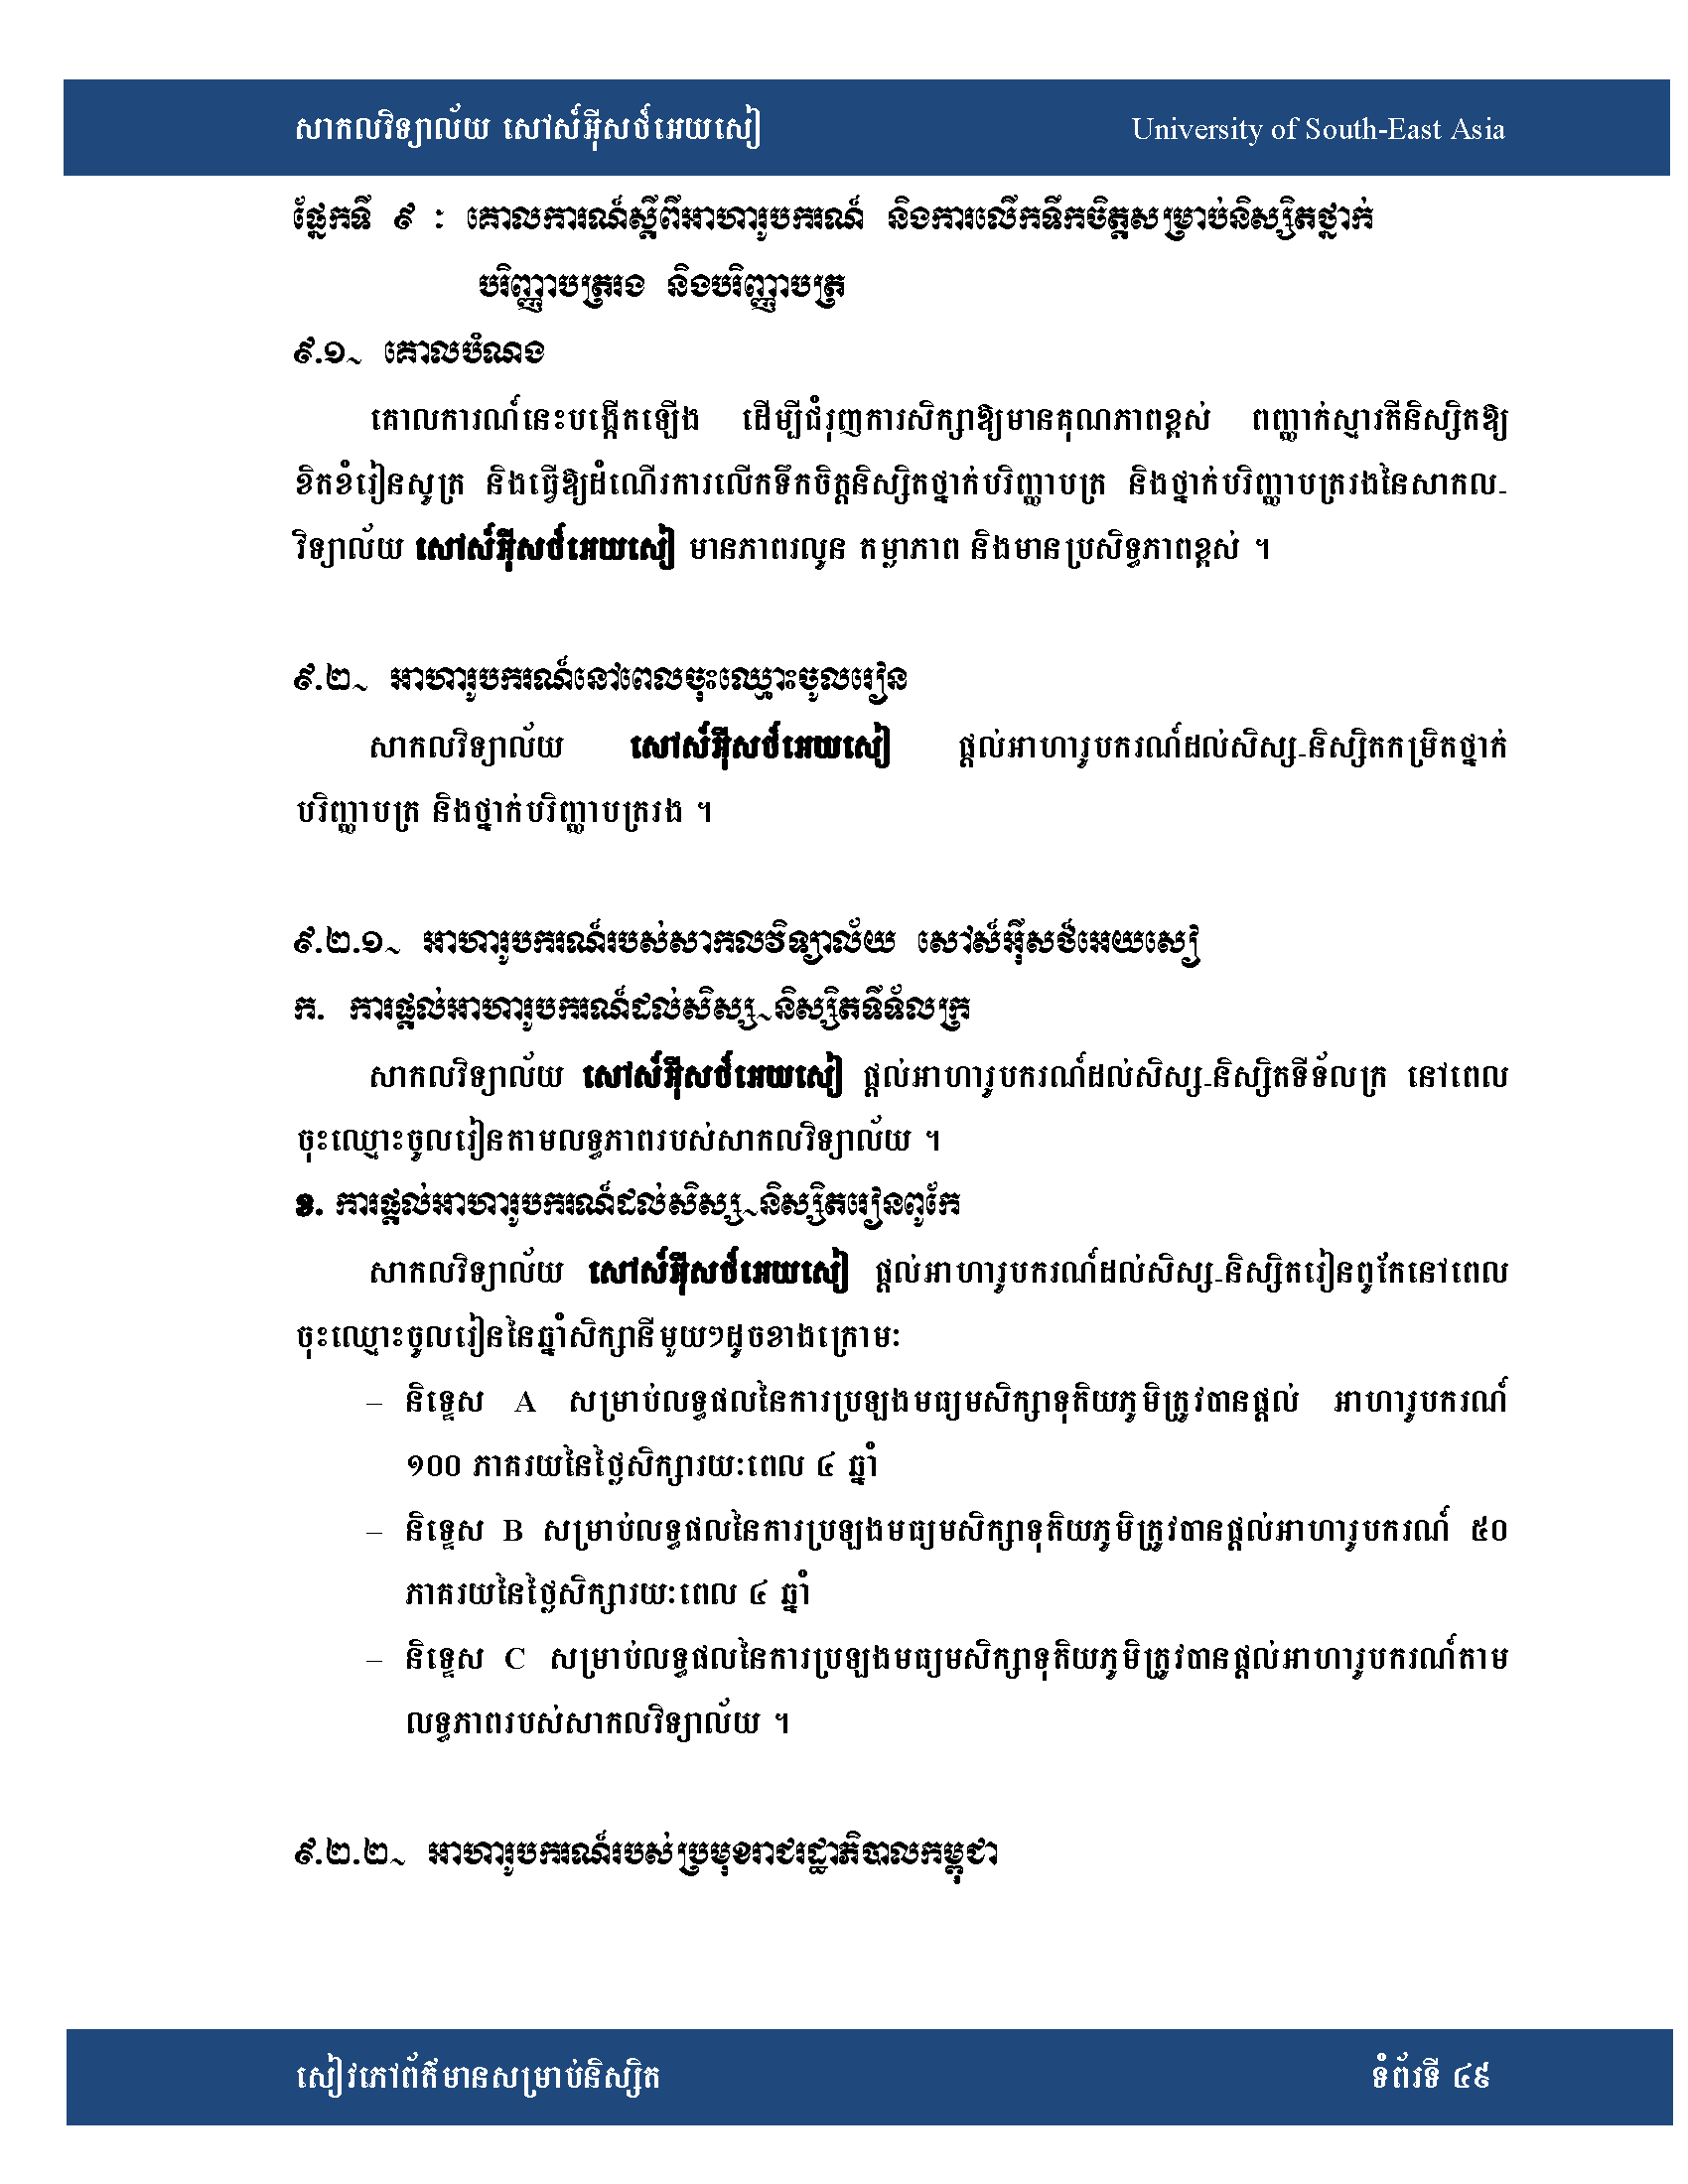 សាកលវិទ្យាល័យ សៅស៍អ៊ីសថ៍អេយសៀ University of South-East Asia
ផ្នែកទី ៩ : គោលការណ៍ស្តីពីអាហារូបករណ៍ និងការលើកទឹកចិត្តសម្រាប់និស្សិតថ្នាក់
បរិញ្ញាបត្ររង និងបរិញ្ញាបត្រ
៩.១~ គោលបំណង
គោលការណ៍នេះបង្កើតឡើង ដើម្បីជំរុញការសិក្សាឱ្យមានគុណភាពខ្ពស់ ពញ្ញាក់ស្មារតីនិស្សិតឱ្យ
ខិតខំរៀនសូត្រ និងធ្វើឱ្យដំណើរការលើកទឹកចិត្តនិស្សិតថ្នាក់បរិញ្ញាបត្រ និងថ្នាក់បរិញ្ញាបត្ររងនៃសាកល-
វិទ្យាល័យ សៅស៍អ៊ីសថ៍អេយសៀ មានភាពរលូន តម្លាភាព និងមានប្រសិទ្ធភាពខ្ពស់ ។
៩.២~ អាហារូបករណ៍នៅពេលចុះឈ្មោះចូលរៀន
សាកលវិទ្យាល័យ សៅស៍អ៊ីសថ៍អេយសៀ ផ្តល់អាហារូបករណ៍ដល់សិស្ស-និស្សិតកម្រិតថ្នាក់
បរិញ្ញាបត្រ និងថ្នាក់បរិញ្ញាបត្ររង ។
៩.២.១~ អាហារូបករណ៍របស់សាកលវិទ្យាល័យ សៅស៍អ៊ីសថ៍អេយសៀ
ក. ការផ្តល់អាហារូបករណ៍ដល់សិស្ស~និស្សិតទីទ័លក្រ
សាកលវិទ្យាល័យ សៅស៍អ៊ីសថ៍អេយសៀ ផ្តល់អាហារូបករណ៍ដល់សិស្ស-និស្សិតទីទ័លក្រ នៅពេល
ចុះឈ្មោះចូលរៀនតាមលទ្ធភាពរបស់សាកលវិទ្យាល័យ ។
ខ. ការផ្តល់អាហារូបករណ៍ដល់សិស្ស~និស្សិតរៀនពូកែ
សាកលវិទ្យាល័យ សៅស៍អ៊ីសថ៍អេយសៀ ផ្តល់អាហារូបករណ៍ដល់សិស្ស-និស្សិតរៀនពូកែនៅពេល
ចុះឈ្មោះចូលរៀននៃឆ្នាំសិក្សានីមួយៗដូចខាងក្រោមៈ
– និទ្ទេស A សម្រាប់លទ្ធផលនៃការប្រឡងមធ្យមសិក្សាទុតិយភូមិត្រូវបានផ្តល់ អាហារូបករណ៍
១០០ ភាគរយនៃថ្លៃសិក្សារយៈពេល ៤ ឆ្នាំ
– និទ្ទេស B សម្រាប់លទ្ធផលនៃការប្រឡងមធ្យមសិក្សាទុតិយភូមិត្រូវបានផ្តល់អាហារូបករណ៍ ៥០
ភាគរយនៃថ្លៃសិក្សារយៈពេល ៤ ឆ្នាំ
– និទ្ទេស C សម្រាប់លទ្ធផលនៃការប្រឡងមធ្យមសិក្សាទុតិយភូមិត្រូវបានផ្តល់អាហារូបករណ៍តាម
លទ្ធភាពរបស់សាកលវិទ្យាល័យ ។
៩.២.២~ អាហារូបករណ៍របស់ប្រមុខរាជរដ្ឋាភិបាលកម្ពុជា
សៀវភៅព័ត៌មានសម្រាប់និស្សិត ទំព័រទី ៤៩